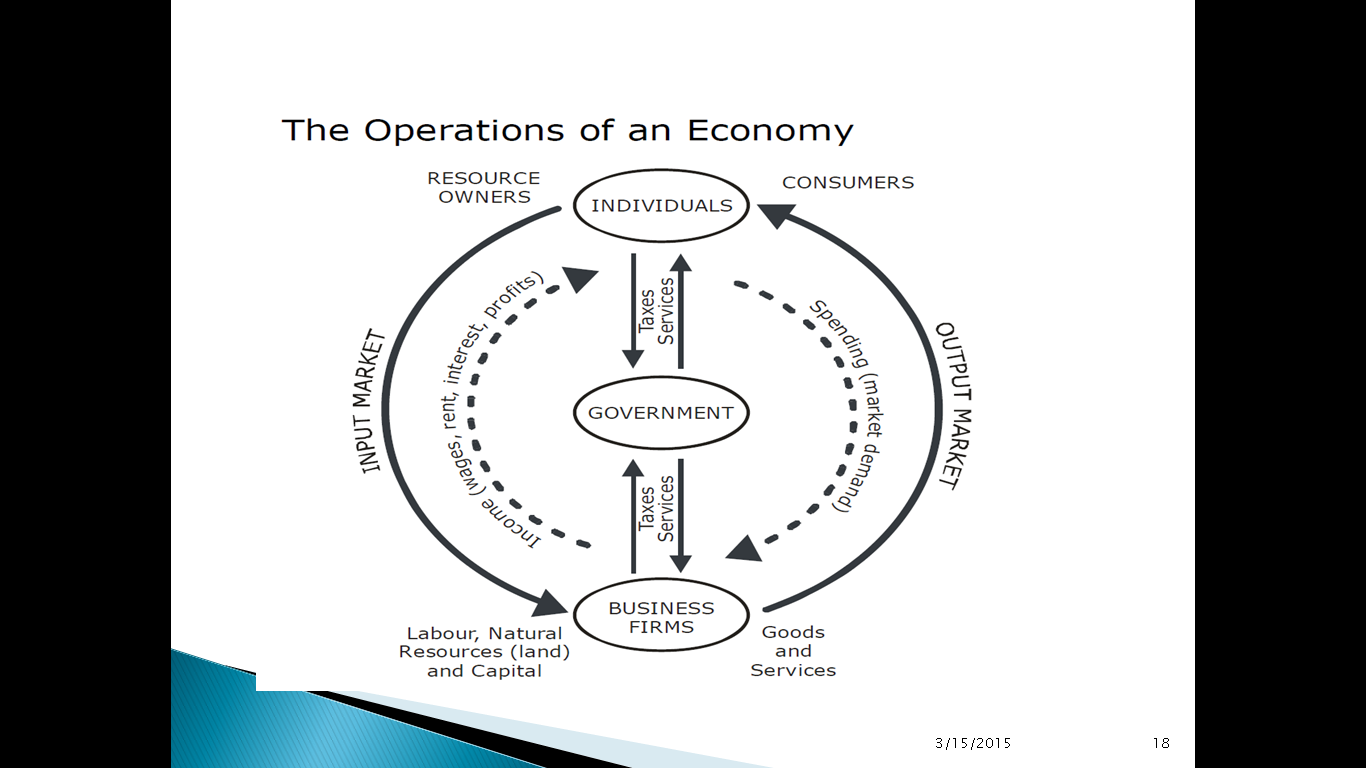 The Operations of an Economy
RESOURCE
OWNERS
CONSUMERS
INDIVIDUALS
Taxes
Services
INPUT MARKET
Income (wages, rent, interest, profits)
Spending (market demand)
OUTPUT MARKET
GOVERNMENT
Taxes
Services
BUSINESS
FIRMS
Labour, Natural
Resources (land)
and Capital
Goods
and
Services
3/15/2015
18